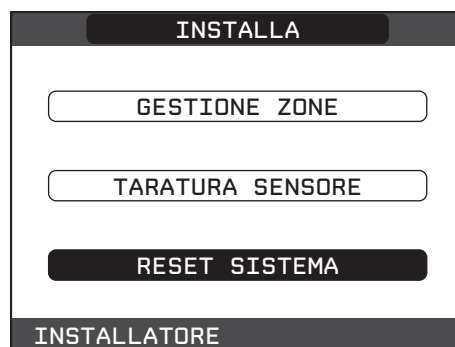 INSTALLA
GESTIONE ZONE
TARATURA SENSORE
RESET SISTEMA
INSTALLATORE